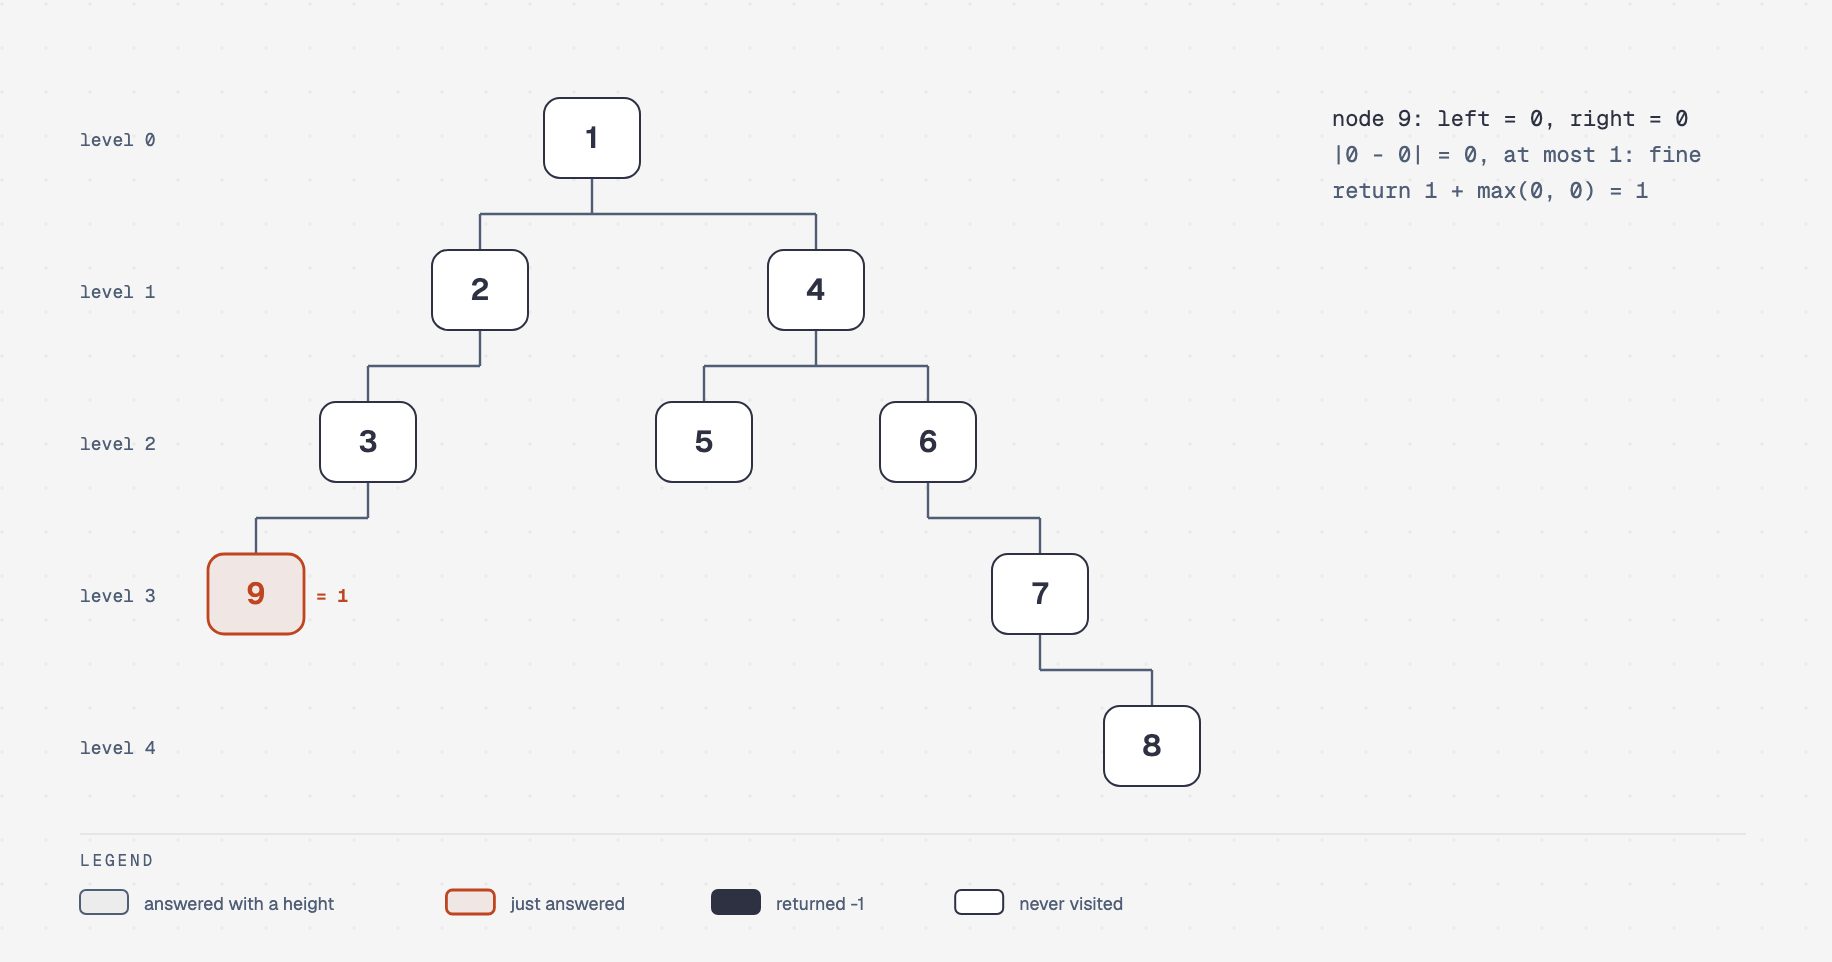 node 9: left = 0, right = 0
|0 - 0| = 0, at most 1: fine
return 1 + max(0, 0) = 1
level 0
1
level 1
2
4
level 2
3
5
6
level 3
9
= 1
7
level 4
8
LEGEND
answered with a height
just answered
returned -1
never visited